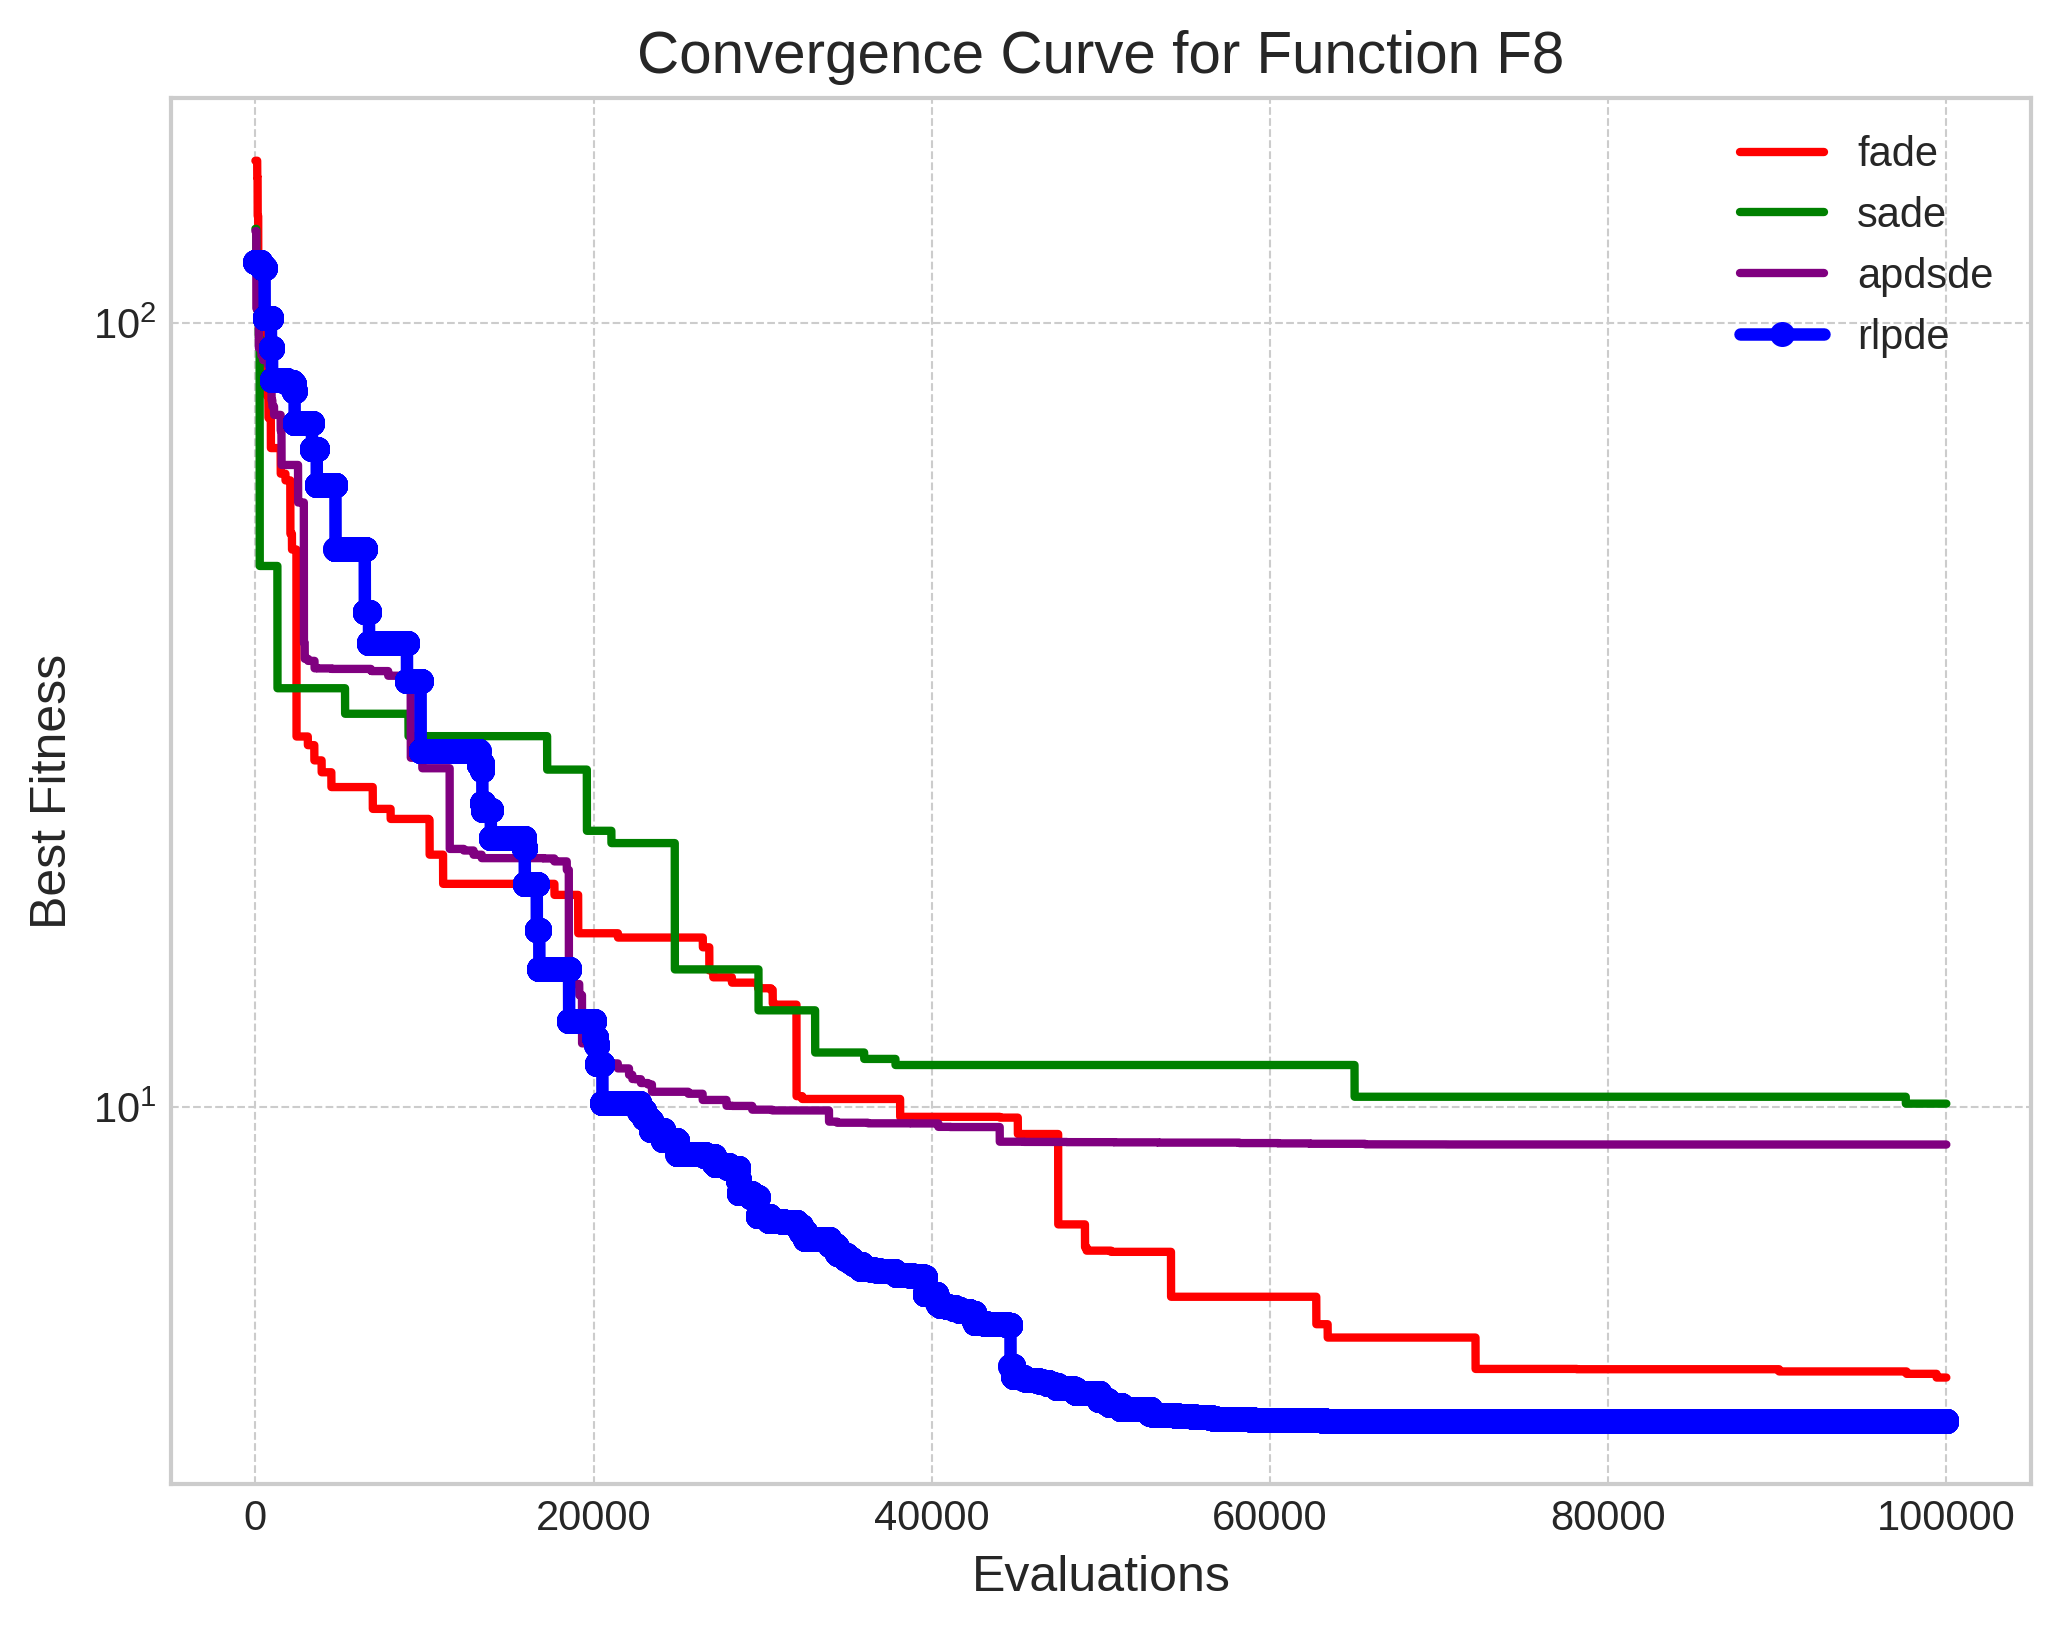 Convergence Curve for Function F8
fade
sade
apdsde
rlpde
10²
10¹
Best Fitness
0 20000 40000 60000 80000 100000
Evaluations